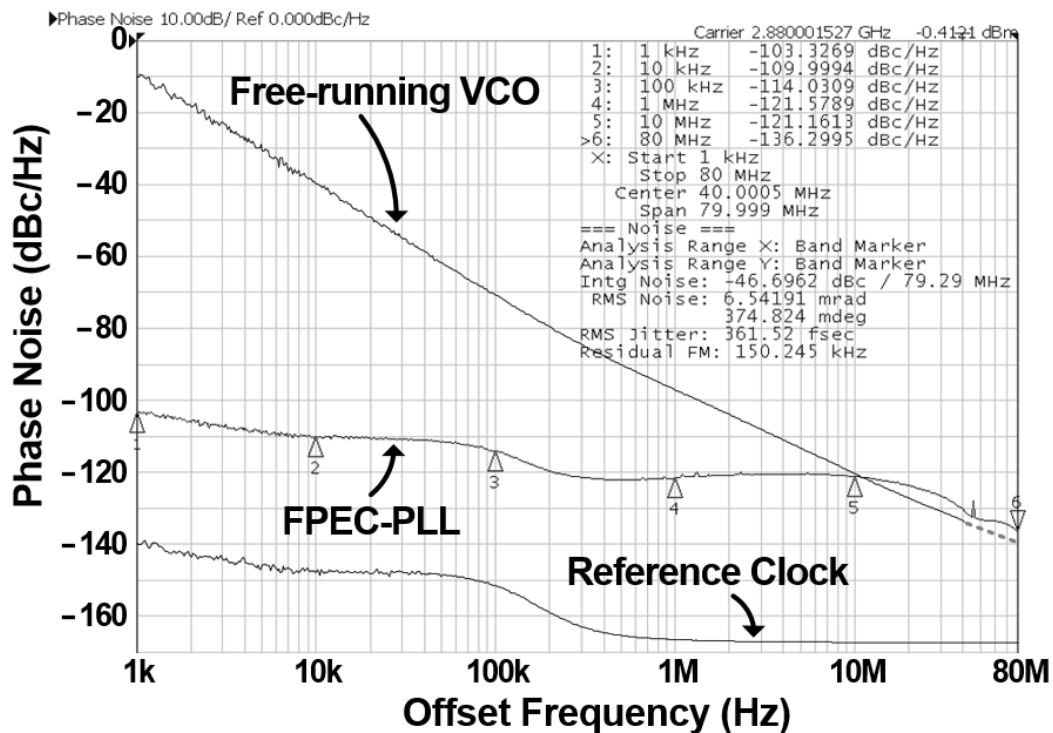 ▶Phase Noise 10.00dB/ Ref 0.000dBc/Hz
Carrier 2.880001527 GHz -0.4121 dBm
1: 1 kHz -103.3269 dBc/Hz
2: 10 kHz -109.9994 dBc/Hz
3: 100 kHz -114.0309 dBc/Hz
4: 1 MHz -121.5789 dBc/Hz
5: 10 MHz -121.1613 dBc/Hz
>6: 80 MHz -136.2995 dBc/Hz
X: Start 1 kHz
Stop 80 MHz
Center 40.0005 MHz
Span 79.999 MHz
=== Noise ===
Analysis Range X: Band Marker
Analysis Range Y: Band Marker
Intg Noise: -46.6962 dBc / 79.29 MHz
RMS Noise: 6.54191 mrad
374.824 mdeg
RMS Jitter: 361.52 fsec
Residual FM: 150.245 kHz
Phase Noise (dBc/Hz)
0
−20
−40
−60
−80
−100
−120
−140
−160
Free-running VCO
FPEC-PLL
Reference Clock
1
2
3
4
5
6
1k
10k
100k
1M
10M
80M
Offset Frequency (Hz)